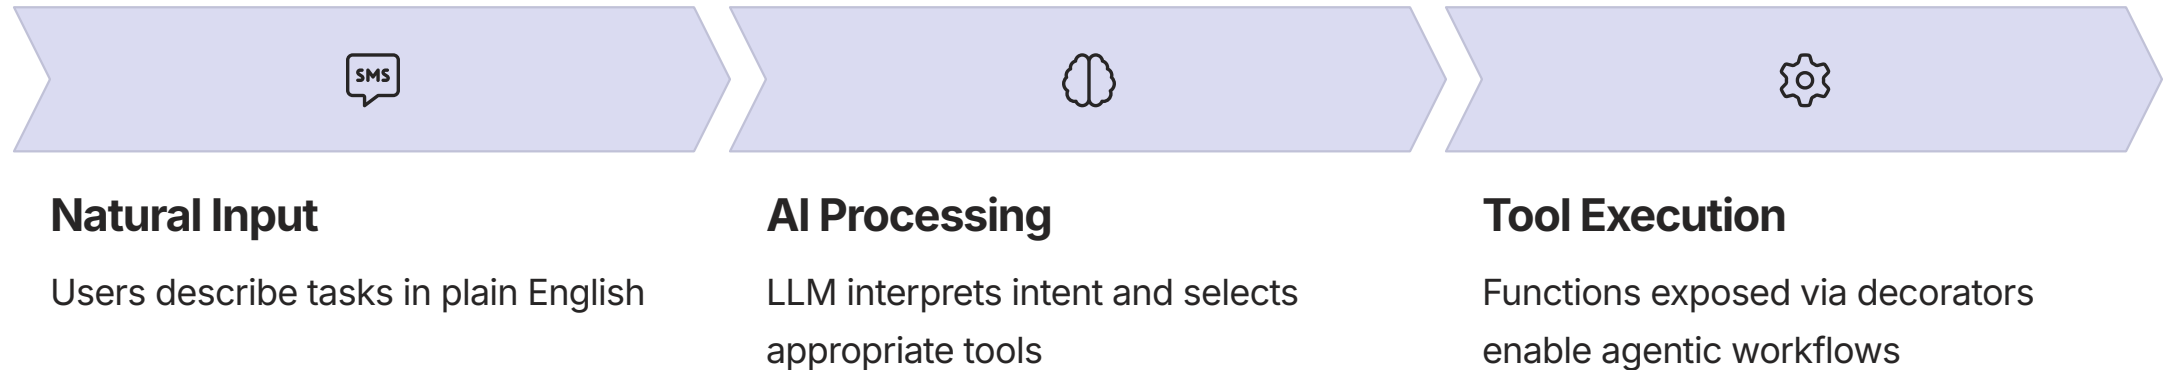 SMS
Natural Input
Users describe tasks in plain English
AI Processing
LLM interprets intent and selects
appropriate tools
Tool Execution
Functions exposed via decorators
enable agentic workflows